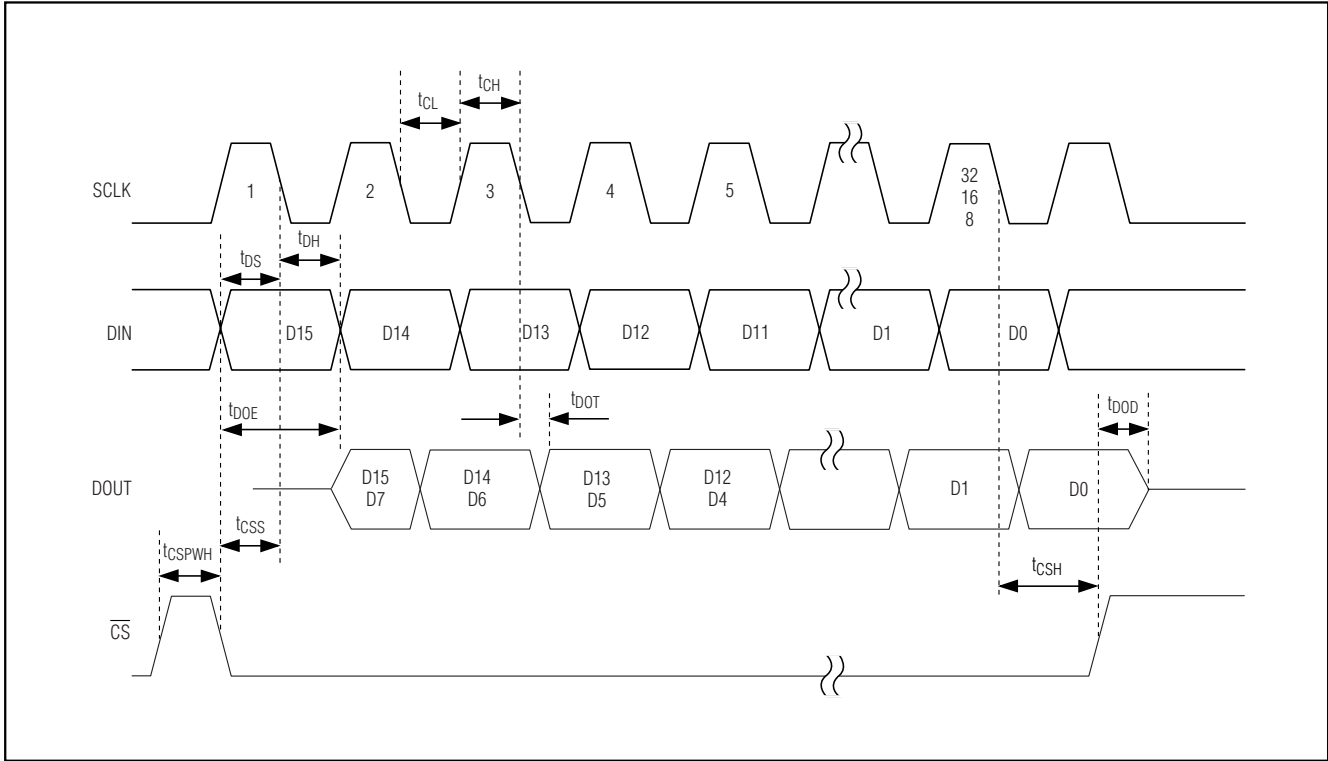 tCL
tCH
SCLK
1
2
3
4
5
32
16
8
tDS
tDH
DIN
D15
D14
D13
D12
D11
D1
D0
tDOE
tDOT
tDOD
DOUT
D15
D7
D14
D6
D13
D5
D12
D4
D1
D0
tCSS
tCSPWH
tCSH
CS